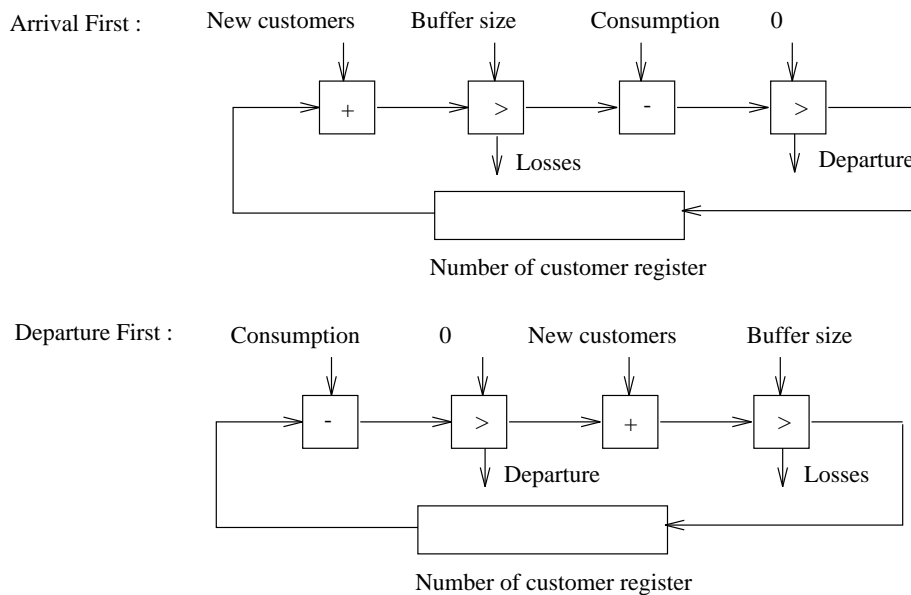 Arrival First :
New customers
Buffer size
Consumption
0
+
>
-
>
Losses
Departure
Number of customer register
Departure First :
Consumption
0
New customers
Buffer size
-
>
+
>
Departure
Losses
Number of customer register